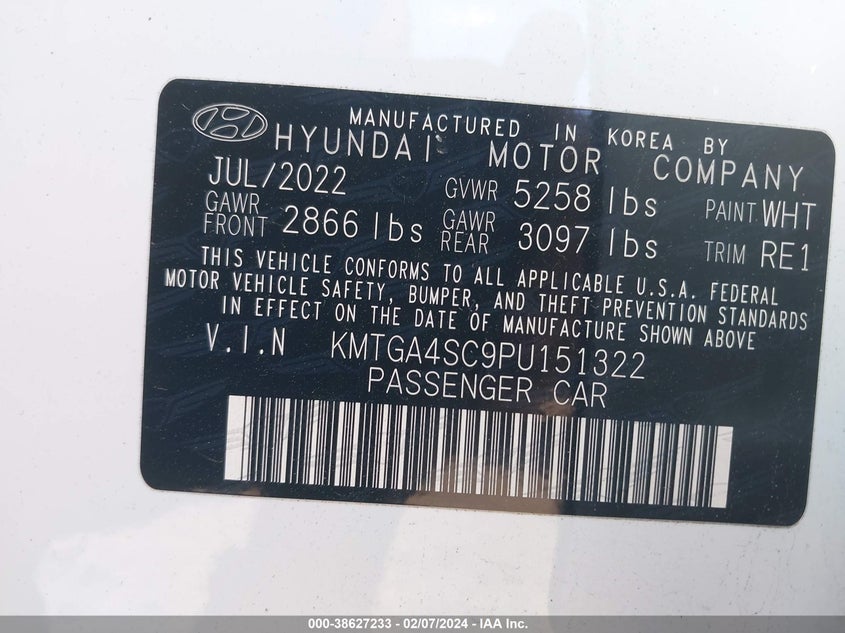 MANUFACTURED IN KOREA BY
HYUNDAI MOTOR COMPANY
JUL/2022 GVWR 5258 lbs PAINT WHT
GAWR FRONT 2866 lbs GAWR REAR 3097 lbs TRIM RE1
THIS VEHICLE CONFORMS TO ALL APPLICABLE U.S.A. FEDERAL
MOTOR VEHICLE SAFETY, BUMPER, AND THEFT PREVENTION STANDARDS
IN EFFECT ON THE DATE OF MANUFACTURE SHOWN ABOVE
V.I.N KMTGA4SC9PU151322
PASSENGER CAR
000-38627233 - 02/07/2024 - IAA Inc.